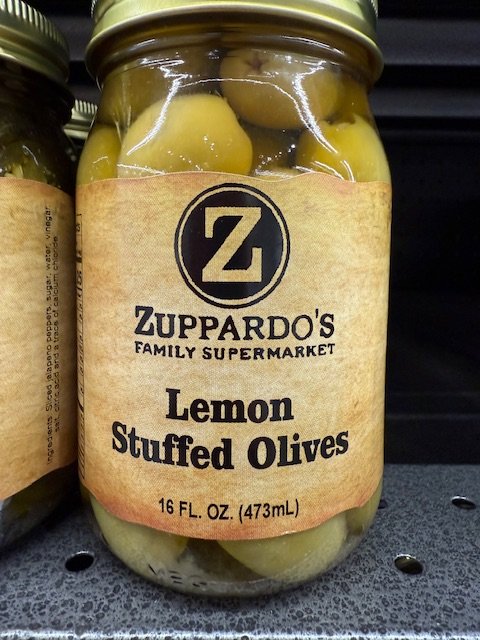 Z
ZUPPARDO'S
FAMILY SUPERMARKET
Lemon
Stuffed Olives
16 FL. OZ. (473mL)
Ingredients: Sliced jalapeno peppers, sugar, water, vinegar,
salt, citric acid and a trace of calcium chloride